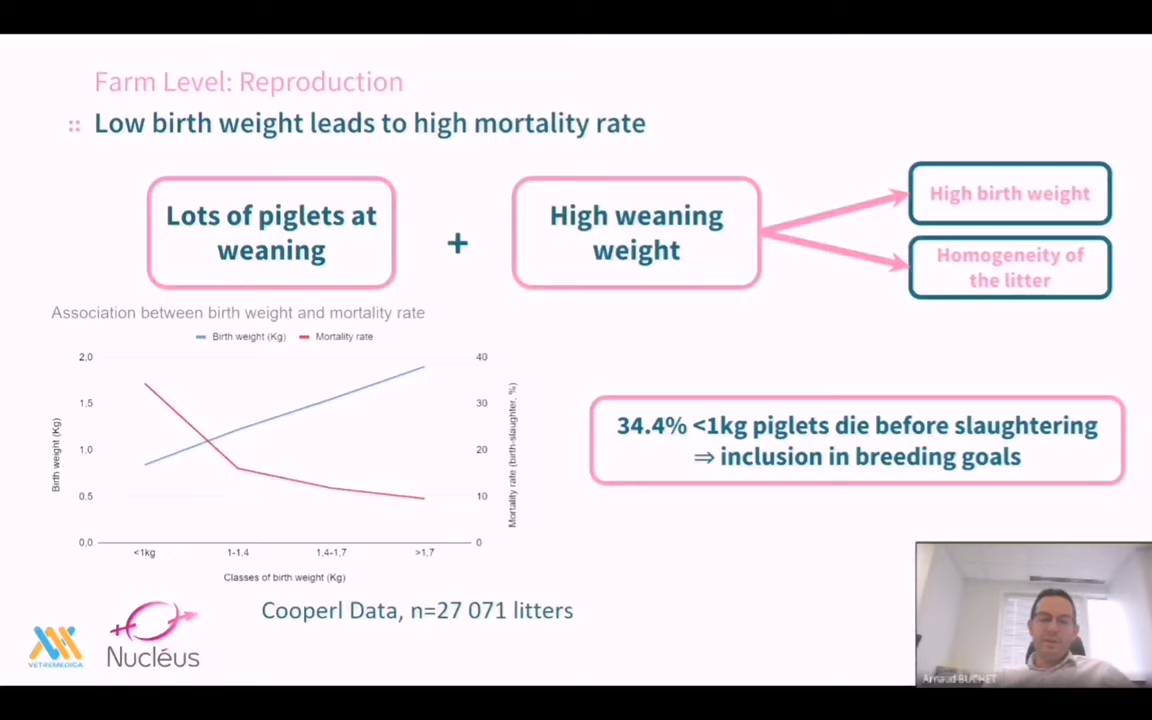 Farm Level: Reproduction
Low birth weight leads to high mortality rate
Lots of piglets at
weaning
+
High weaning
weight
High birth weight
Homogeneity of
the litter
Association between birth weight and mortality rate
Birth weight (Kg)
Mortality rate
2,0
1,5
1,0
0,5
0,0
Birth weight (Kg)
40
30
20
10
0
Mortality rate (birth-slaughter, %)
<1kg
1-1,4
1,4-1,7
>1,7
Classes of birth weight (Kg)
34.4% <1kg piglets die before slaughtering
⇒ inclusion in breeding goals
Cooperl Data, n=27 071 litters
VETREMEDICA
Nucléus
Arnaud BUCHET